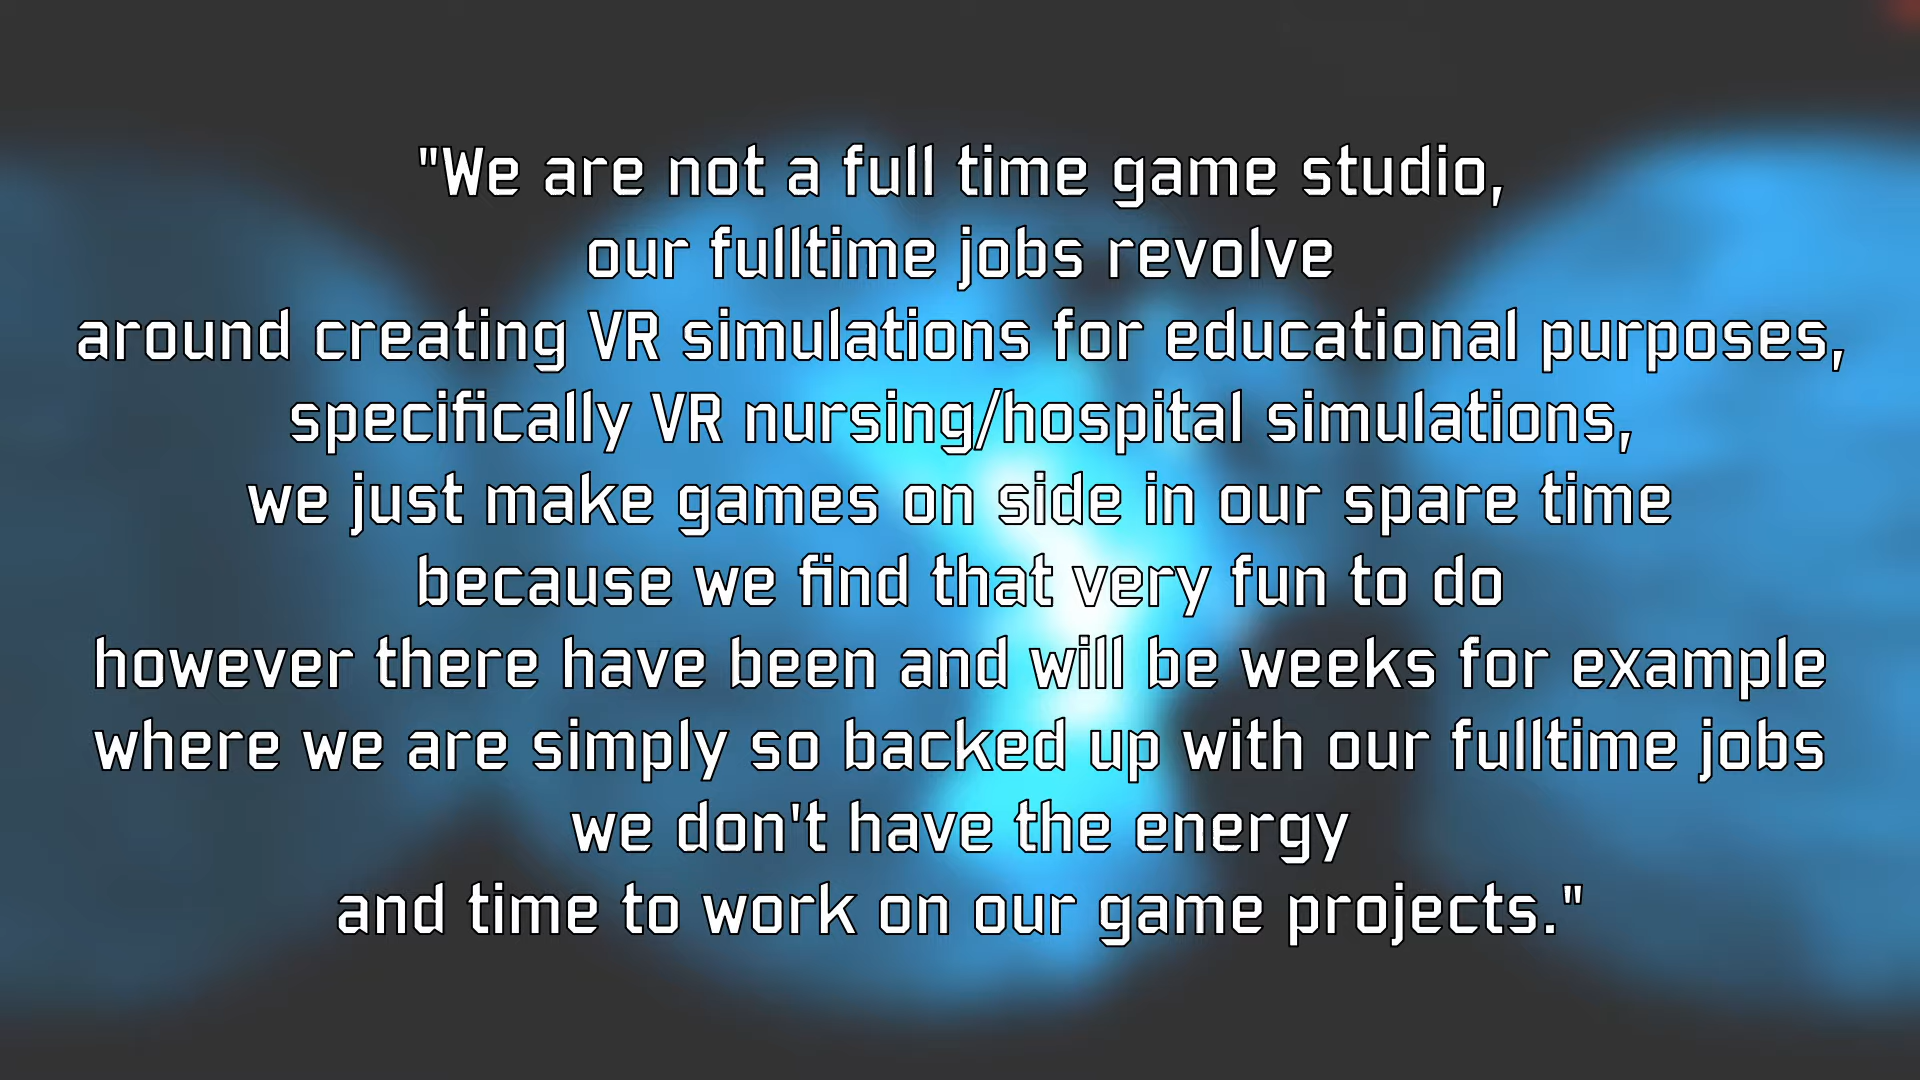 "We are not a full time game studio,
our fulltime jobs revolve
around creating VR simulations for educational purposes,
specifically VR nursing/hospital simulations,
we just make games on side in our spare time
because we find that very fun to do
however there have been and will be weeks for example
where we are simply so backed up with our fulltime jobs
we don't have the energy
and time to work on our game projects."